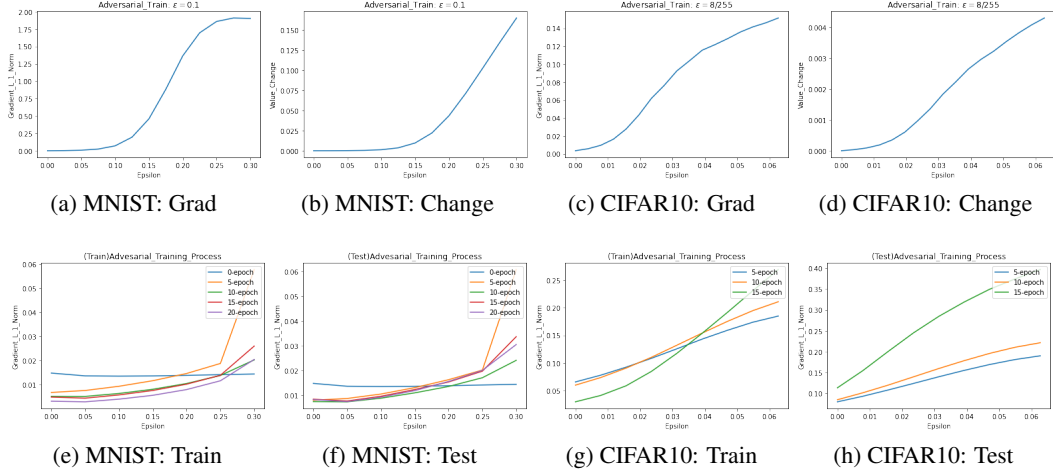 Adversarial_Train: ε = 0.1
Gradient_L_1_Norm
0.00
0.25
0.50
0.75
1.00
1.25
1.50
1.75
2.00
0.00 0.05 0.10 0.15 0.20 0.25 0.30
Epsilon
(a) MNIST: Grad
Adversarial_Train: ε = 0.1
Value_Change
0.000
0.025
0.050
0.075
0.100
0.125
0.150
0.00 0.05 0.10 0.15 0.20 0.25 0.30
Epsilon
(b) MNIST: Change
Adversarial_Train: ε = 8/255
Gradient_L_1_Norm
0.00
0.02
0.04
0.06
0.08
0.10
0.12
0.14
0.00 0.01 0.02 0.03 0.04 0.05 0.06
Epsilon
(c) CIFAR10: Grad
Adversarial_Train: ε = 8/255
Value_Change
0.000
0.001
0.002
0.003
0.004
0.00 0.01 0.02 0.03 0.04 0.05 0.06
Epsilon
(d) CIFAR10: Change
(Train)Advesarial_Training_Process
Gradient_L_1_Norm
0.06
0.05
0.04
0.03
0.02
0.01
0-epoch
5-epoch
10-epoch
15-epoch
20-epoch
0.00 0.05 0.10 0.15 0.20 0.25 0.30
Epsilon
(e) MNIST: Train
(Test)Advesarial_Training_Process
Gradient_L_1_Norm
0.06
0.05
0.04
0.03
0.02
0.01
0-epoch
5-epoch
10-epoch
15-epoch
20-epoch
0.00 0.05 0.10 0.15 0.20 0.25 0.30
Epsilon
(f) MNIST: Test
(Train)Advesarial_Training_Process
Gradient_L_1_Norm
0.25
0.20
0.15
0.10
0.05
5-epoch
10-epoch
15-epoch
0.00 0.01 0.02 0.03 0.04 0.05 0.06
Epsilon
(g) CIFAR10: Train
(Test)Advesarial_Training_Process
Gradient_L_1_Norm
0.40
0.35
0.30
0.25
0.20
0.15
0.10
5-epoch
10-epoch
15-epoch
0.00 0.01 0.02 0.03 0.04 0.05 0.06
Epsilon
(h) CIFAR10: Test